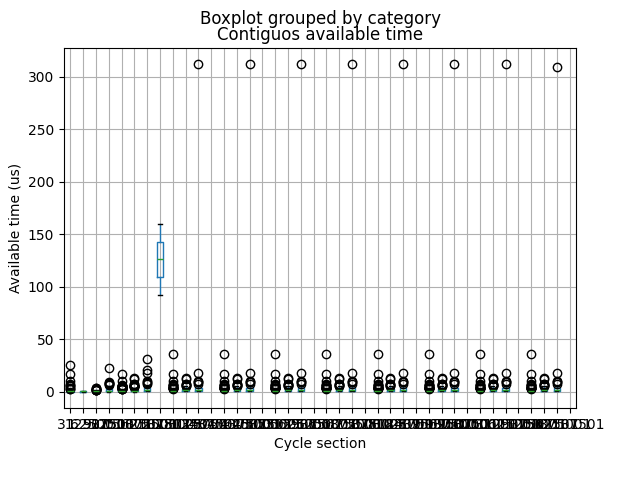 Boxplot grouped by category
Contiguos available time
300
250
200
150
100
50
0
Available time (us)
Cycle section